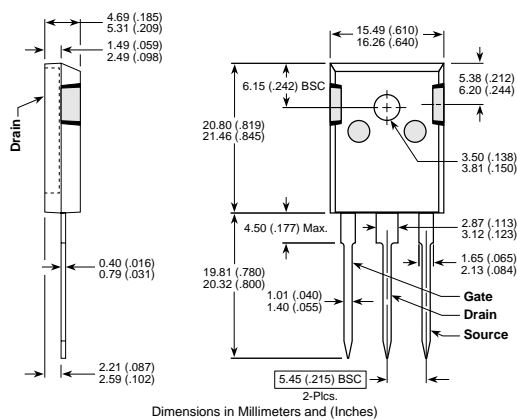 4.69 (.185)
5.31 (.209)
1.49 (.059)
2.49 (.098)
Drain
15.49 (.610)
16.26 (.640)
6.15 (.242) BSC
5.38 (.212)
6.20 (.244)
20.80 (.819)
21.46 (.845)
3.50 (.138)
3.81 (.150)
4.50 (.177) Max.
2.87 (.113)
3.12 (.123)
0.40 (.016)
0.79 (.031)
19.81 (.780)
20.32 (.800)
1.65 (.065)
2.13 (.084)
1.01 (.040)
1.40 (.055)
Gate
Drain
Source
2.21 (.087)
2.59 (.102)
5.45 (.215) BSC
2-Plcs.
Dimensions in Millimeters and (Inches)